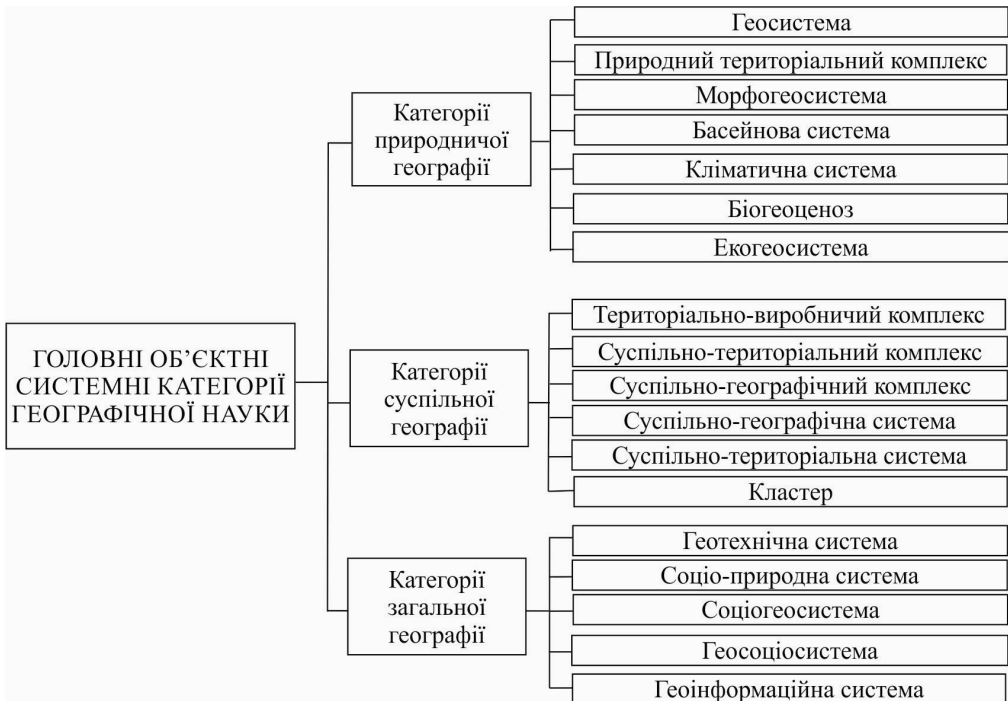 ГОЛОВНІ ОБ’ЄКТНІ
СИСТЕМНІ КАТЕГОРІЇ
ГЕОГРАФІЧНОЇ НАУКИ
Категорії
природничої
географії
Геосистема
Природний територіальний комплекс
Морфогеосистема
Басейнова система
Кліматична система
Біогеоценоз
Екогеосистема
Категорії
суспільної
географії
Територіально-виробничий комплекс
Суспільно-територіальний комплекс
Суспільно-географічний комплекс
Суспільно-географічна система
Суспільно-територіальна система
Кластер
Категорії
загальної
географії
Геотехнічна система
Соціо-природна система
Соціогеосистема
Геосоціосистема
Геоінформаційна система